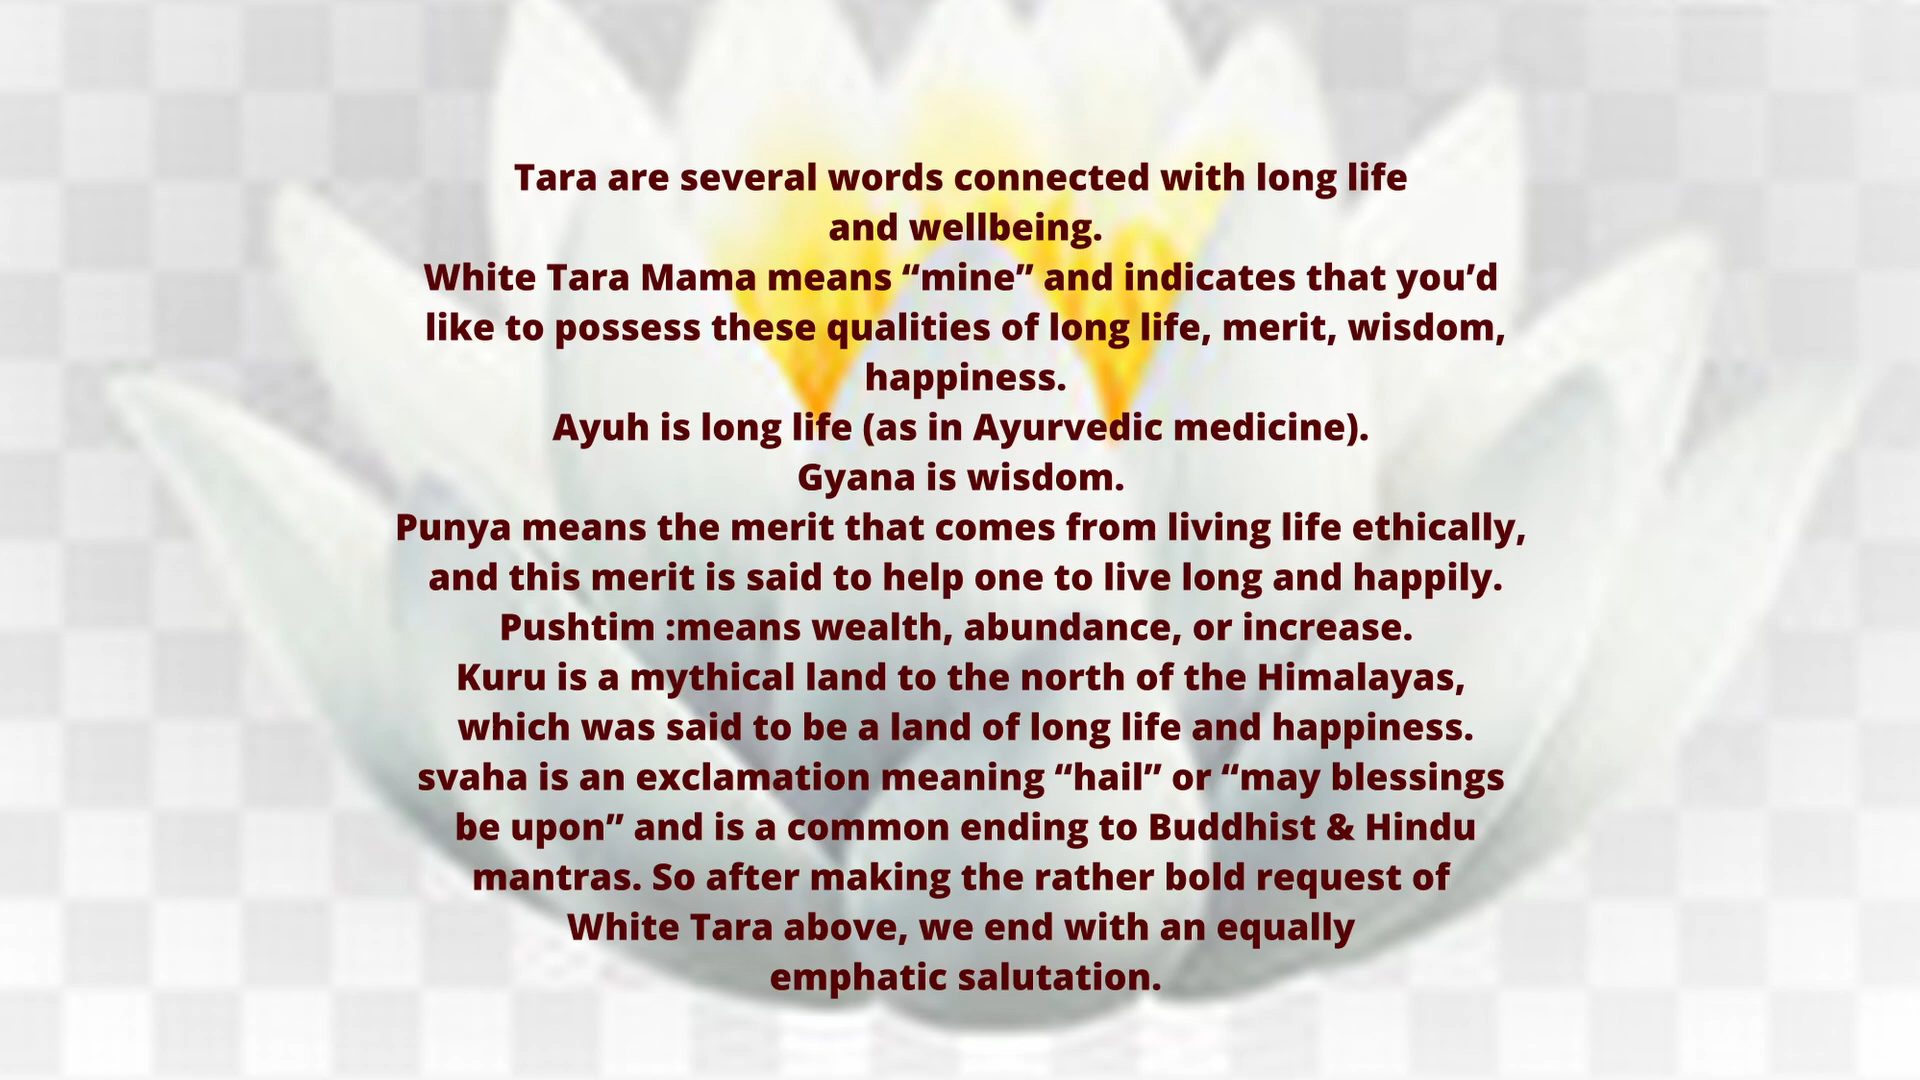 Tara are several words connected with long life
and wellbeing.
White Tara Mama means “mine” and indicates that you’d
like to possess these qualities of long life, merit, wisdom,
happiness.
Ayuh is long life (as in Ayurvedic medicine).
Gyana is wisdom.
Punya means the merit that comes from living life ethically,
and this merit is said to help one to live long and happily.
Pushtim :means wealth, abundance, or increase.
Kuru is a mythical land to the north of the Himalayas,
which was said to be a land of long life and happiness.
svaha is an exclamation meaning “hail” or “may blessings
be upon” and is a common ending to Buddhist & Hindu
mantras. So after making the rather bold request of
White Tara above, we end with an equally
emphatic salutation.